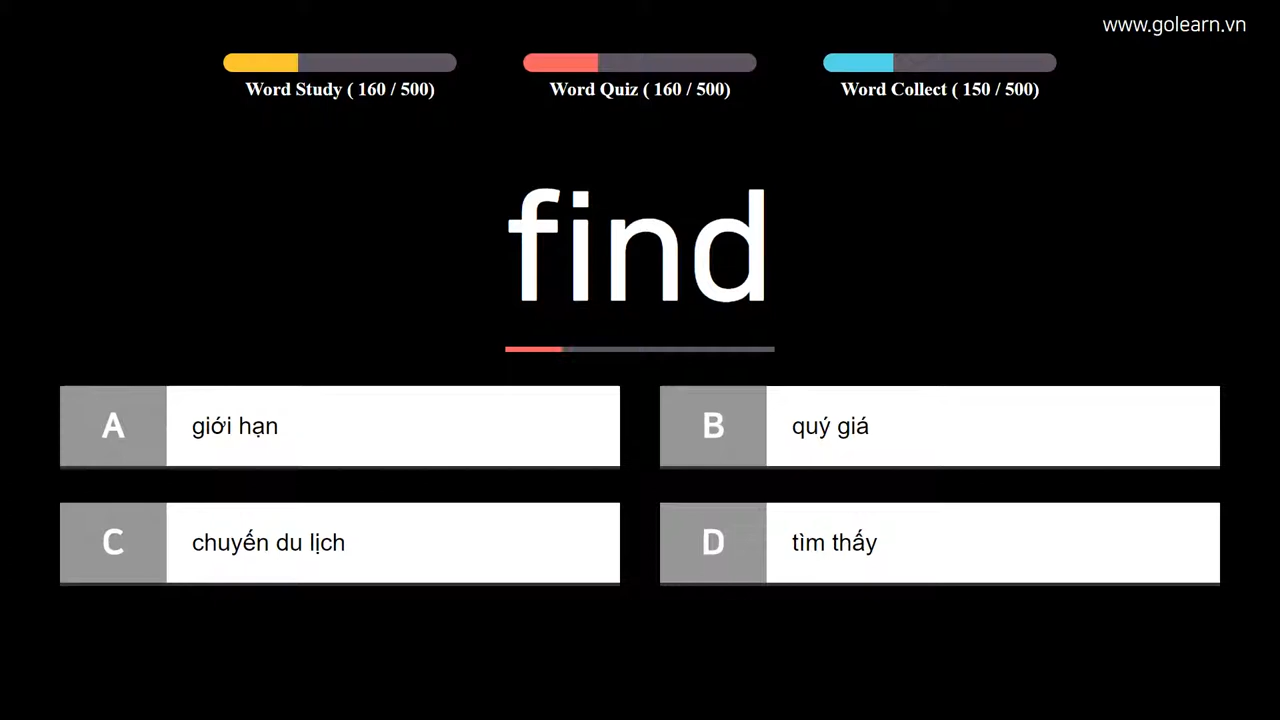 www.golearn.vn
Word Study ( 160 / 500)
Word Quiz ( 160 / 500)
Word Collect ( 150 / 500)
find
A giới hạn
B quý giá
C chuyến du lịch
D tìm thấy